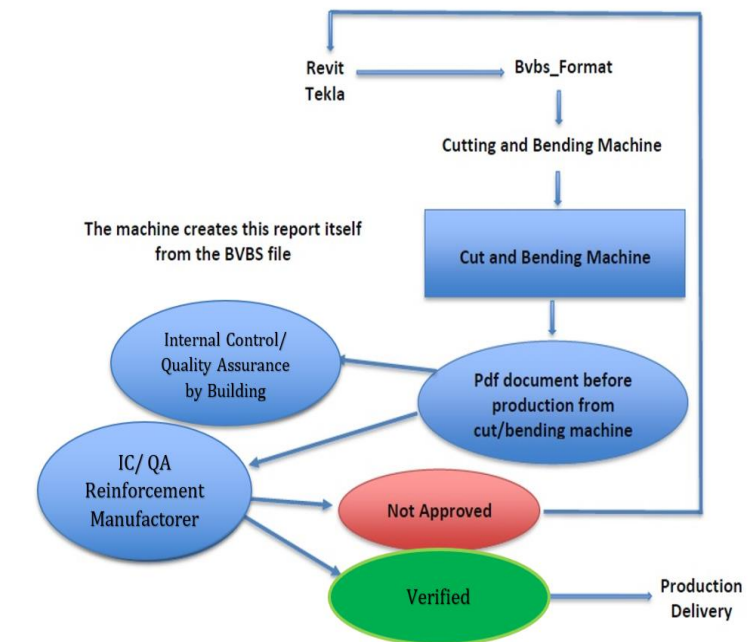 Revit
Tekla
Bvbs_Format
Cutting and Bending Machine
The machine creates this report itself
from the BVBS file
Cut and Bending Machine
Internal Control/
Quality Assurance
by Building
Pdf document before
production from
cut/bending machine
IC/ QA
Reinforcement
Manufactorer
Not Approved
Verified
Production
Delivery